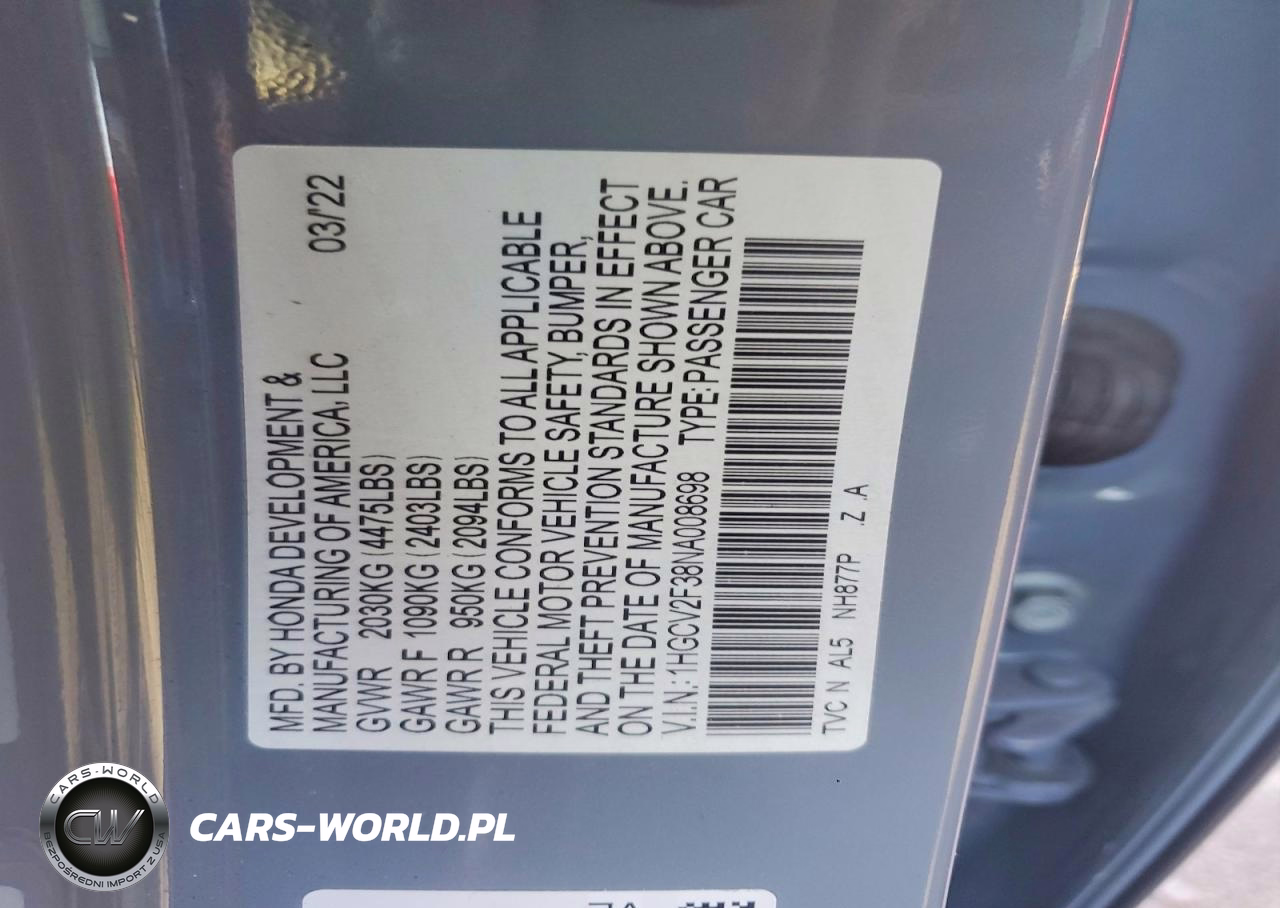 MFD. BY HONDA DEVELOPMENT &
MANUFACTURING OF AMERICA, LLC 03/'22
GVWR 2030KG (4475LBS)
GAWR F 1090KG (2403LBS)
GAWR R 950KG (2094LBS)
THIS VEHICLE CONFORMS TO ALL APPLICABLE
FEDERAL MOTOR VEHICLE SAFETY, BUMPER,
AND THEFT PREVENTION STANDARDS IN EFFECT
ON THE DATE OF MANUFACTURE SHOWN ABOVE.
V.I.N.: 1HGCV2F38NA008698 TYPE: PASSENGER CAR
TVC N AL5 NH877P .Z .A
CARS-WORLD
CW
BEZPOŚREDNI IMPORT Z USA
CARS-WORLD.PL